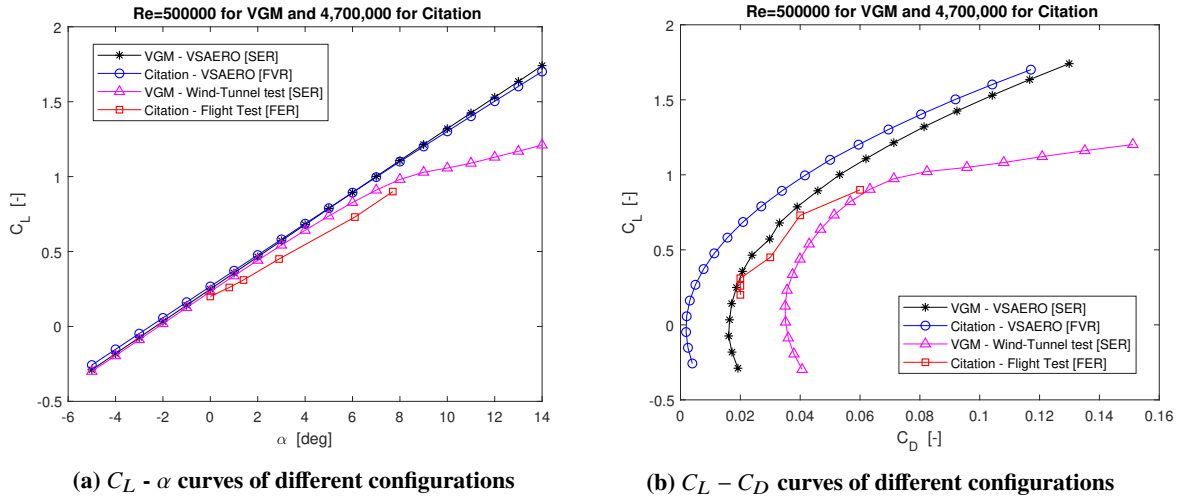 Re=500000 for VGM and 4,700,000 for Citation
2
1.5
1
0.5
0
-0.5
C_L [-]
VGM - VSAERO [SER]
Citation - VSAERO [FVR]
VGM - Wind-Tunnel test [SER]
Citation - Flight Test [FER]
-6 -4 -2 0 2 4 6 8 10 12 14
α [deg]
(a) C_L - α curves of different configurations
Re=500000 for VGM and 4,700,000 for Citation
2
1.5
1
0.5
0
-0.5
C_L [-]
VGM - VSAERO [SER]
Citation - VSAERO [FVR]
VGM - Wind-Tunnel test [SER]
Citation - Flight Test [FER]
0 0.02 0.04 0.06 0.08 0.1 0.12 0.14 0.16
C_D [-]
(b) C_L – C_D curves of different configurations